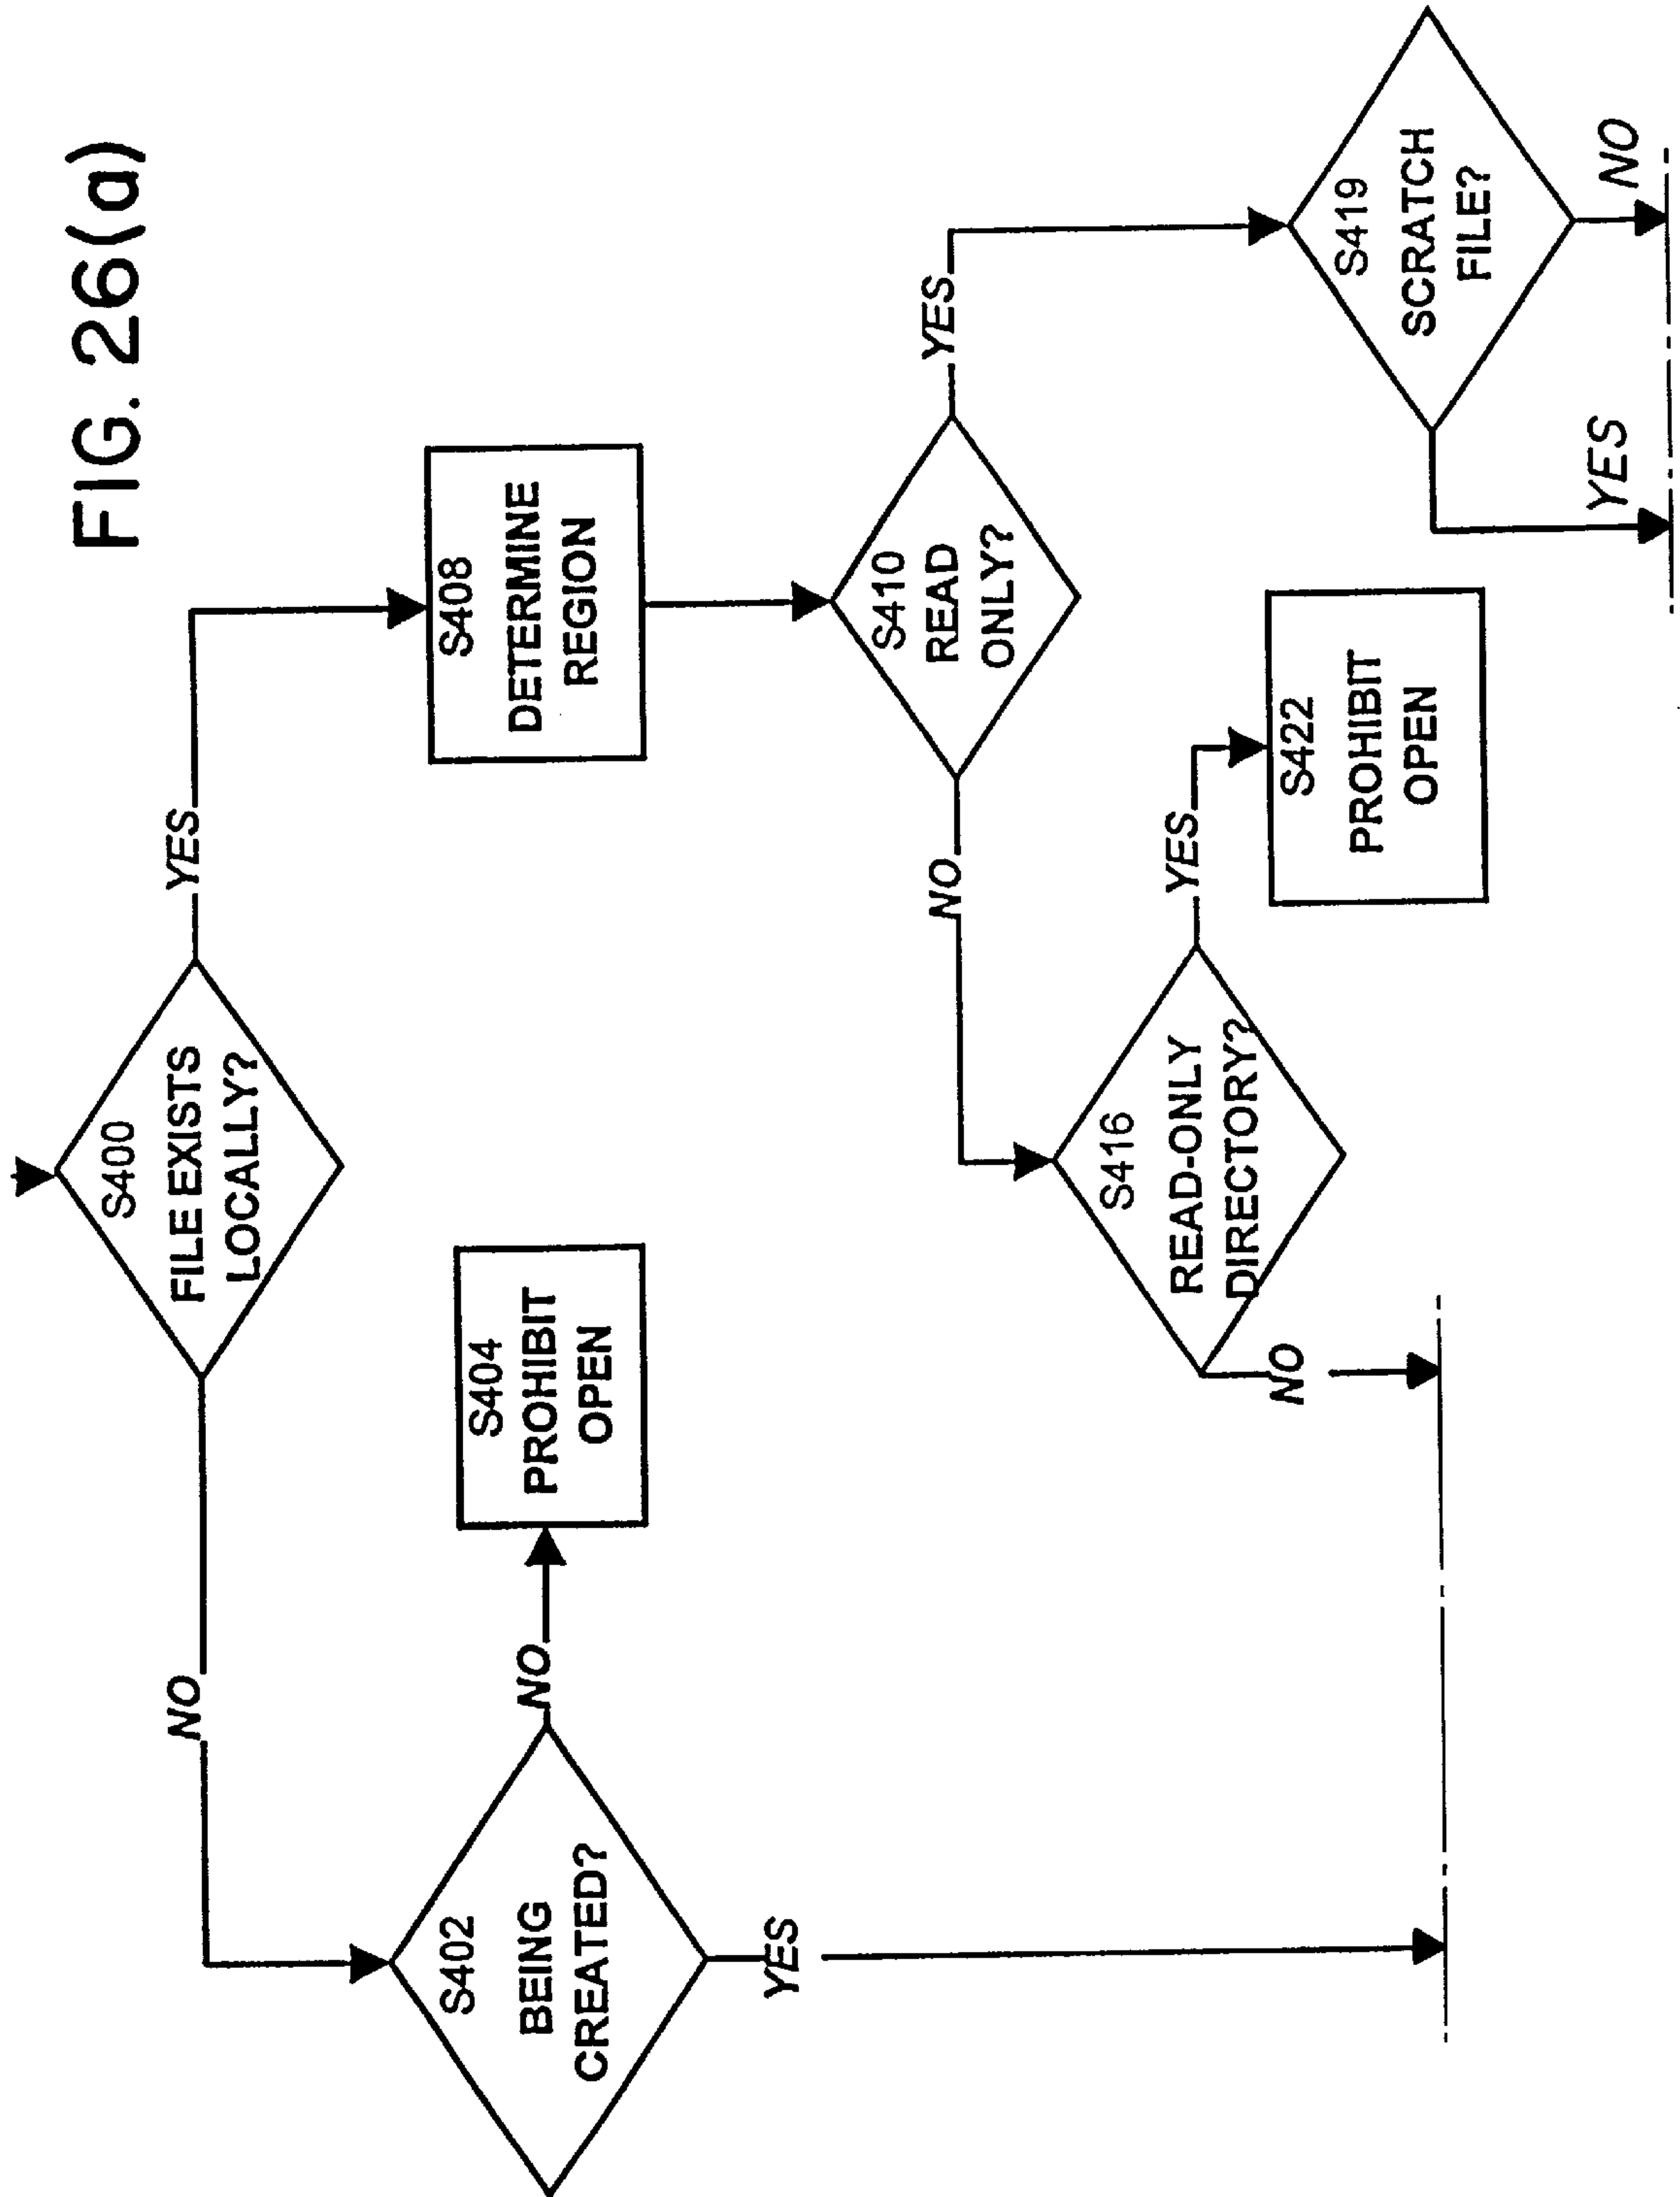 FIG. 26(a)
S400
FILE EXISTS
LOCALLY?
NO
YES
S402
BEING
CREATED?
NO
YES
S404
PROHIBIT
OPEN
S408
DETERMINE
REGION
S410
READ
ONLY?
NO
YES
S416
READ-ONLY
DIRECTORY?
NO
YES
S422
PROHIBIT
OPEN
S419
SCRATCH
FILE?
YES
NO